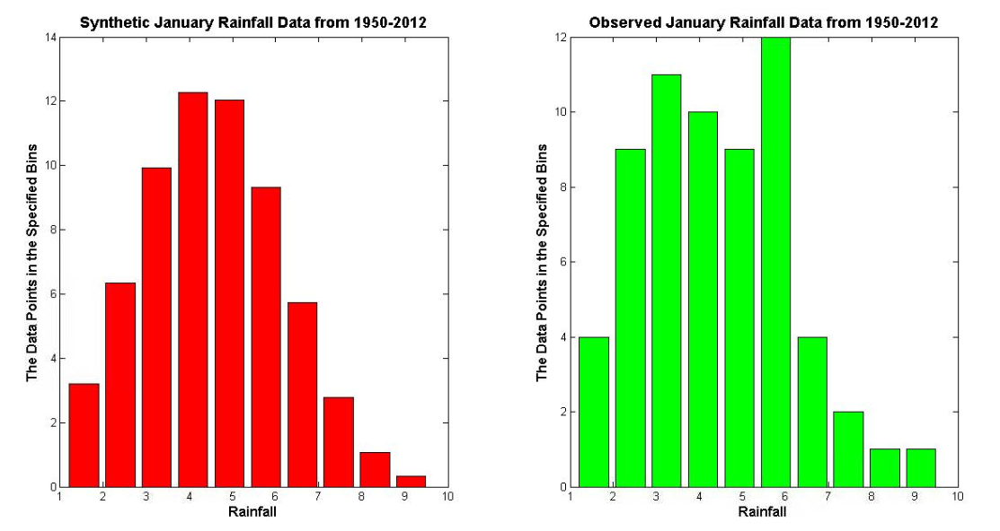 Synthetic January Rainfall Data from 1950-2012
The Data Points in the Specified Bins
14
12
10
8
6
4
2
0
1 2 3 4 5 6 7 8 9 10
Rainfall
Observed January Rainfall Data from 1950-2012
The Data Points in the Specified Bins
12
10
8
6
4
2
0
1 2 3 4 5 6 7 8 9 10
Rainfall